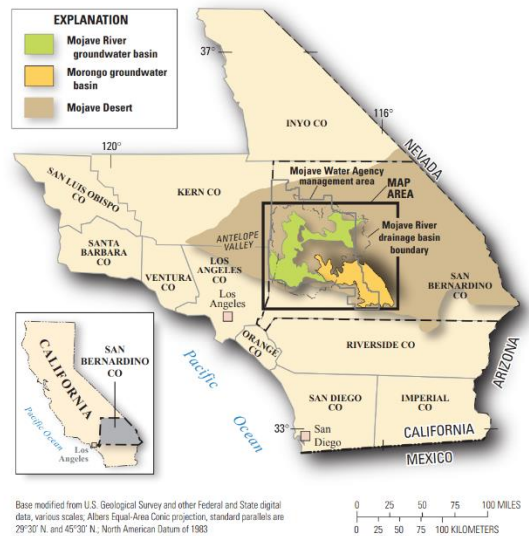 EXPLANATION
Mojave River
groundwater basin
Morongo groundwater
basin
Mojave Desert
37°
116°
120°
INYO CO
NEVADA
SAN LUIS OBISPO
CO
KERN CO
Mojave Water Agency
management area
MAP
AREA
ANTELOPE
VALLEY
Mojave River
drainage basin
boundary
SANTA
BARBARA
CO
VENTURA
CO
LOS
ANGELES
CO
Los
Angeles
SAN
BERNARDINO
CO
ORANGE
CO
RIVERSIDE CO
ARIZONA
Pacific
Ocean
SAN DIEGO
CO
IMPERIAL
CO
33°
San
Diego
CALIFORNIA
MEXICO
SAN
BERNARDINO
CO
CALIFORNIA
Pacific Ocean
Los
Angeles
Base modified from U.S. Geological Survey and other Federal and State digital
data, various scales; Albers Equal-Area Conic projection, standard parallels are
29°30' N. and 45°30' N.; North American Datum of 1983
0 25 50 75 100 MILES
0 25 50 75 100 KILOMETERS